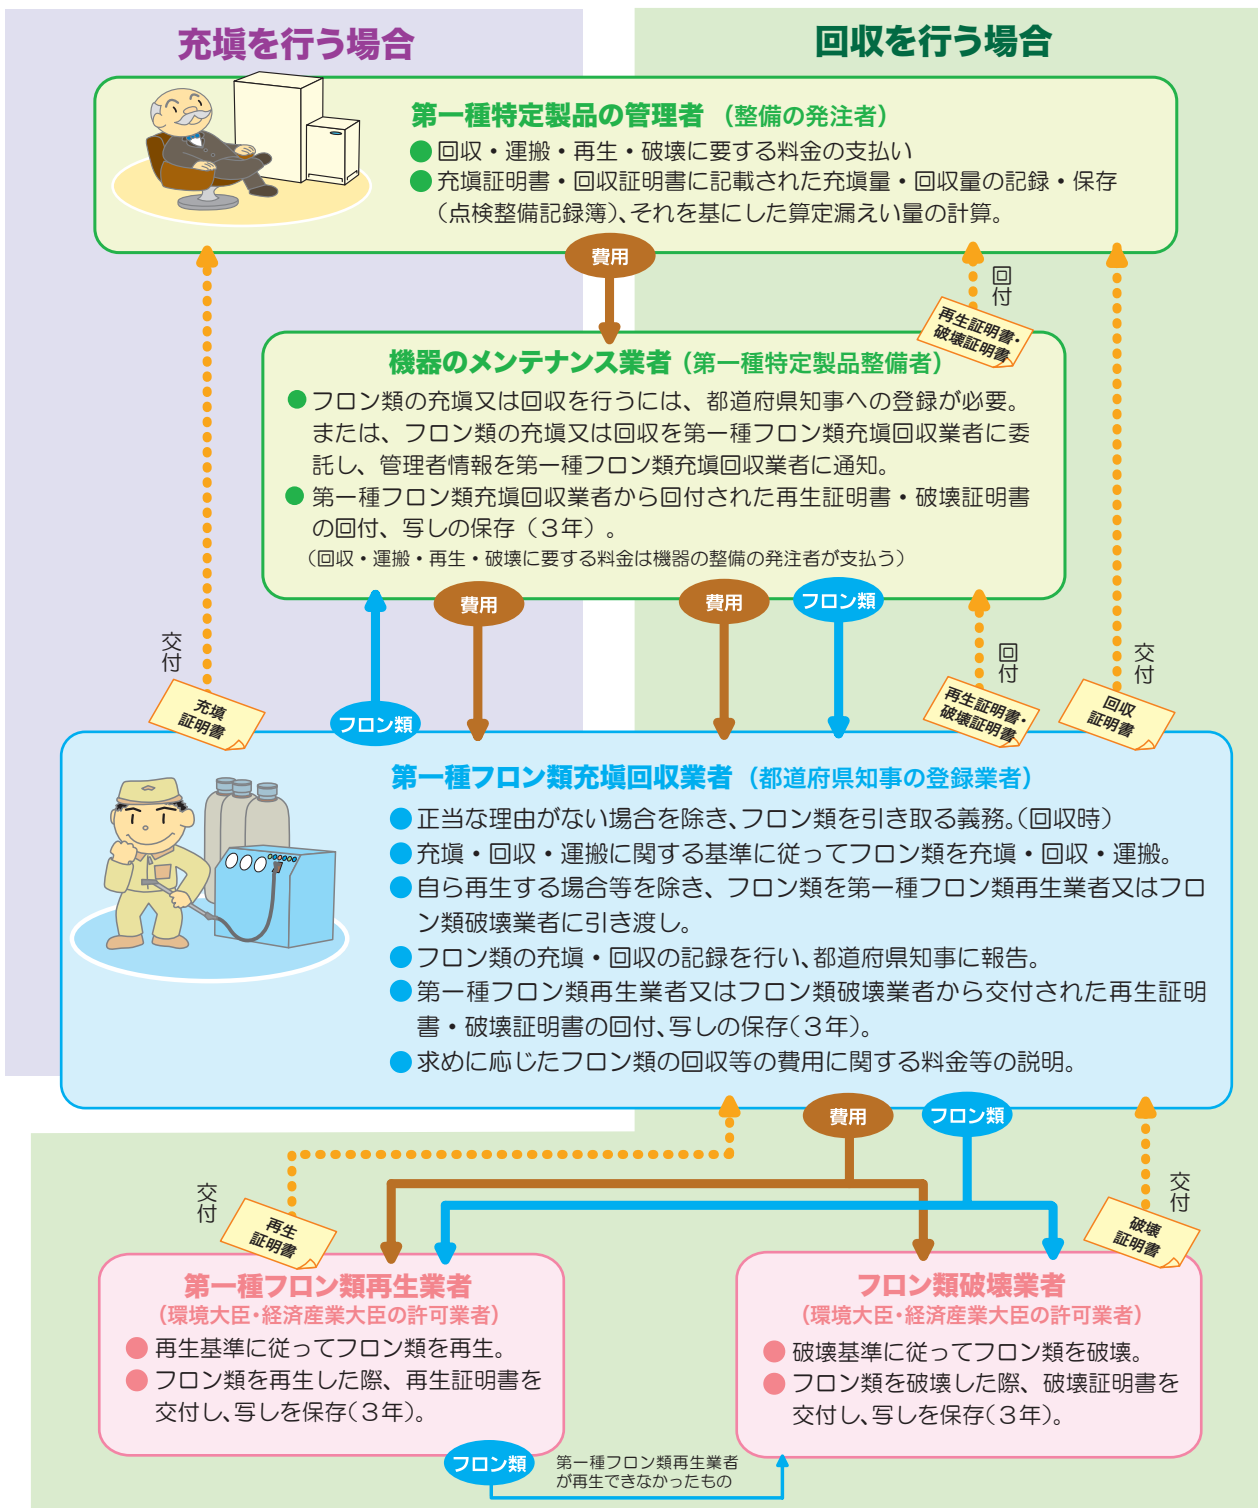 充塡を行う場合
回収を行う場合
第一種特定製品の管理者（整備の発注者）
●回収・運搬・再生・破壊に要する料金の支払い
●充塡証明書・回収証明書に記載された充塡量・回収量の記録・保存
（点検整備記録簿）、それを基にした算定漏えい量の計算。
費用
回付
再生証明書・
破壊証明書
機器のメンテナンス業者（第一種特定製品整備者）
●フロン類の充塡又は回収を行うには、都道府県知事への登録が必要。
または、フロン類の充塡又は回収を第一種フロン類充塡回収業者に委
託し、管理者情報を第一種フロン類充塡回収業者に通知。
●第一種フロン類充塡回収業者から回付された再生証明書・破壊証明書
の回付、写しの保存（３年）。
（回収・運搬・再生・破壊に要する料金は機器の整備の発注者が支払う）
費用
費用
フロン類
交付
回付
交付
充塡
証明書
フロン類
再生証明書・
破壊証明書
回収
証明書
第一種フロン類充塡回収業者（都道府県知事の登録業者）
●正当な理由がない場合を除き、フロン類を引き取る義務。（回収時）
●充塡・回収・運搬に関する基準に従ってフロン類を充塡・回収・運搬。
●自ら再生する場合等を除き、フロン類を第一種フロン類再生業者又はフロ
ン類破壊業者に引き渡し。
●フロン類の充塡・回収の記録を行い、都道府県知事に報告。
●第一種フロン類再生業者又はフロン類破壊業者から交付された再生証明
書・破壊証明書の回付、写しの保存（３年）。
●求めに応じたフロン類の回収等の費用に関する料金等の説明。
費用
フロン類
交付
再生
証明書
交付
破壊
証明書
第一種フロン類再生業者
（環境大臣・経済産業大臣の許可業者）
●再生基準に従ってフロン類を再生。
●フロン類を再生した際、再生証明書を
交付し、写しを保存（３年）。
フロン類破壊業者
（環境大臣・経済産業大臣の許可業者）
●破壊基準に従ってフロン類を破壊。
●フロン類を破壊した際、破壊証明書を
交付し、写しを保存（３年）。
フロン類
第一種フロン類再生業者
が再生できなかったもの